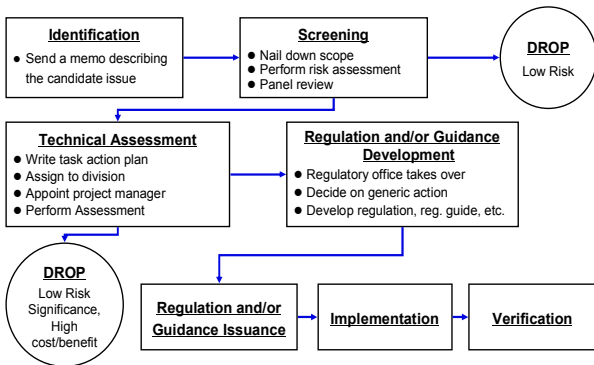 Identification
● Send a memo describing
the candidate issue
Screening
● Nail down scope
● Perform risk assessment
● Panel review
DROP
Low Risk
Technical Assessment
● Write task action plan
● Assign to division
● Appoint project manager
● Perform Assessment
Regulation and/or Guidance
Development
● Regulatory office takes over
● Decide on generic action
● Develop regulation, reg. guide, etc.
DROP
Low Risk
Significance,
High
cost/benefit
Regulation and/or
Guidance Issuance
Implementation
Verification